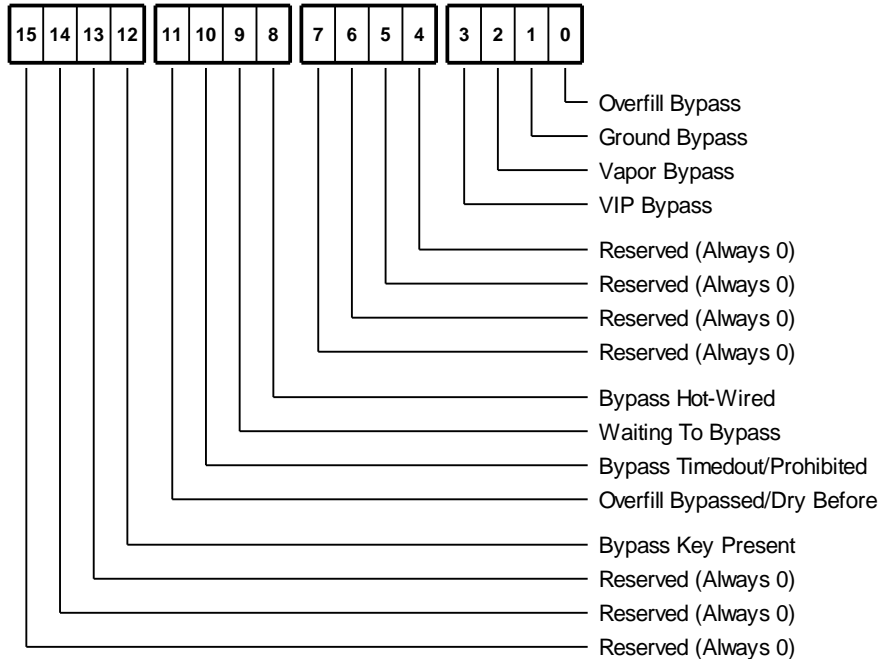 15 14 13 12 11 10 9 8 7 6 5 4 3 2 1 0
Overfill Bypass
Ground Bypass
Vapor Bypass
VIP Bypass
Reserved (Always 0)
Reserved (Always 0)
Reserved (Always 0)
Reserved (Always 0)
Bypass Hot-Wired
Waiting To Bypass
Bypass Timedout/Prohibited
Overfill Bypassed/Dry Before
Bypass Key Present
Reserved (Always 0)
Reserved (Always 0)
Reserved (Always 0)